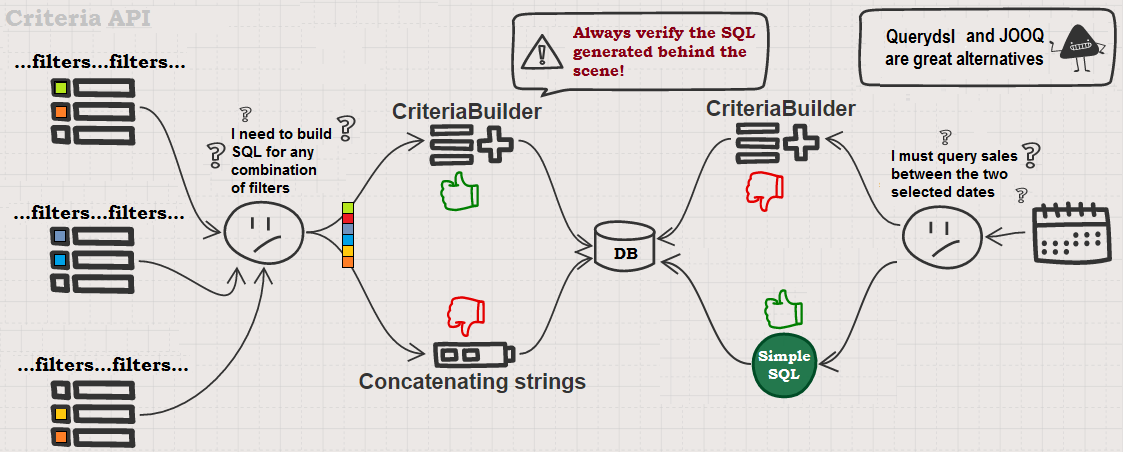 Criteria API
...filters...filters...
I need to build
SQL for any
combination
of filters
...filters...filters...
...filters...filters...
CriteriaBuilder
Concatenating strings
Always verify the SQL
generated behind the
scene!
DB
CriteriaBuilder
Simple
SQL
Querydsl and JOOQ
are great alternatives
I must query sales
between the two
selected dates